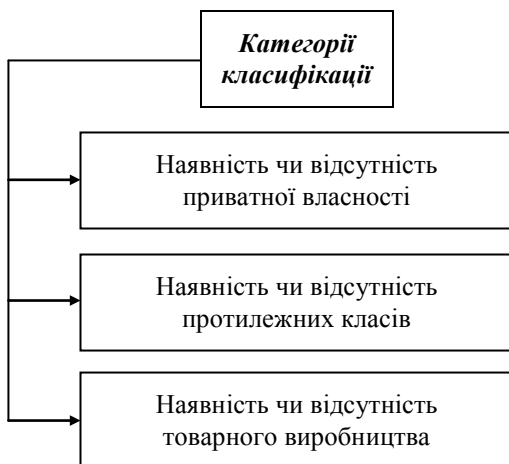 Категорії
класифікації
Наявність чи відсутність
приватної власності
Наявність чи відсутність
протилежних класів
Наявність чи відсутність
товарного виробництва